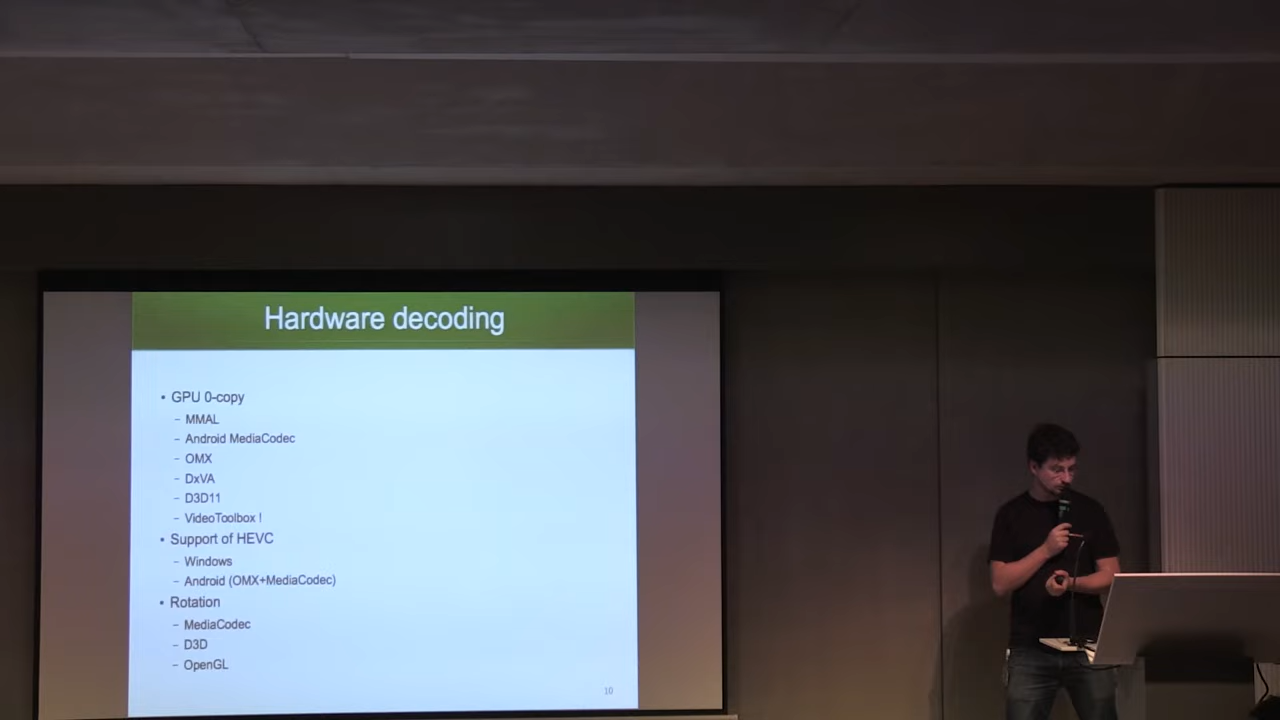 Hardware decoding
• GPU 0-copy
– MMAL
– Android MediaCodec
– OMX
– DxVA
– D3D11
– VideoToolbox !
• Support of HEVC
– Windows
– Android (OMX+MediaCodec)
• Rotation
– MediaCodec
– D3D
– OpenGL
10